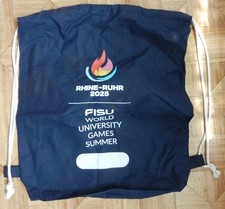 RHINE-RUHR
2025
FISU
WORLD
UNIVERSITY
GAMES
SUMMER